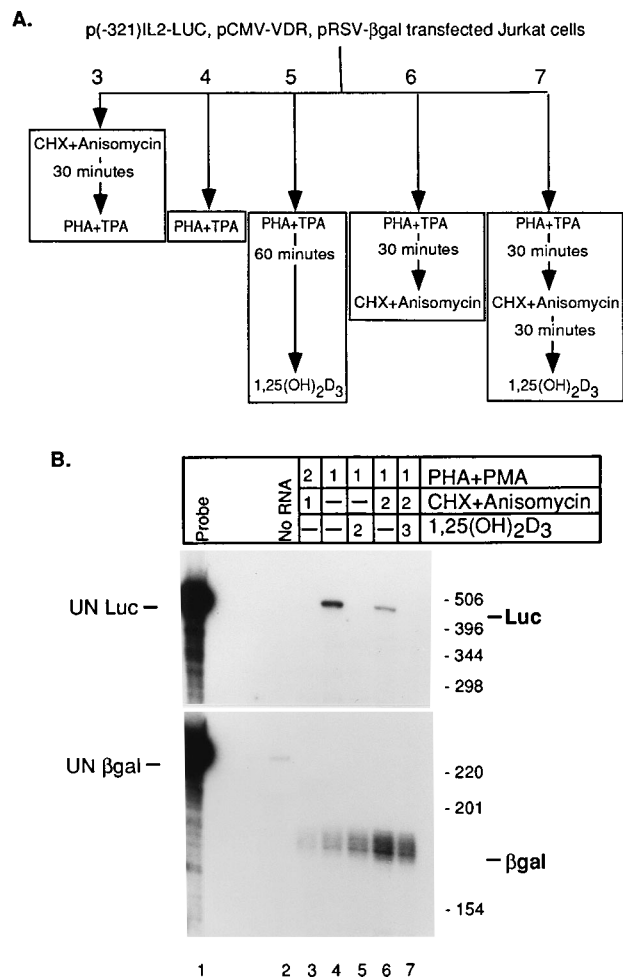 A.
p(-321)IL2-LUC, pCMV-VDR, pRSV-βgal transfected Jurkat cells
3 4 5 6 7
CHX+Anisomycin
30 minutes
PHA+TPA
PHA+TPA
PHA+TPA
60 minutes
1,25(OH)2D3
PHA+TPA
30 minutes
CHX+Anisomycin
PHA+TPA
30 minutes
CHX+Anisomycin
30 minutes
1,25(OH)2D3
B.
Probe
No RNA
2 1 1 1 1 PHA+PMA
1 — — 2 2 CHX+Anisomycin
— — 2 — 3 1,25(OH)2D3
UN Luc –
- 506
– Luc
- 396
- 344
- 298
UN βgal –
- 220
- 201
– βgal
- 154
1 2 3 4 5 6 7